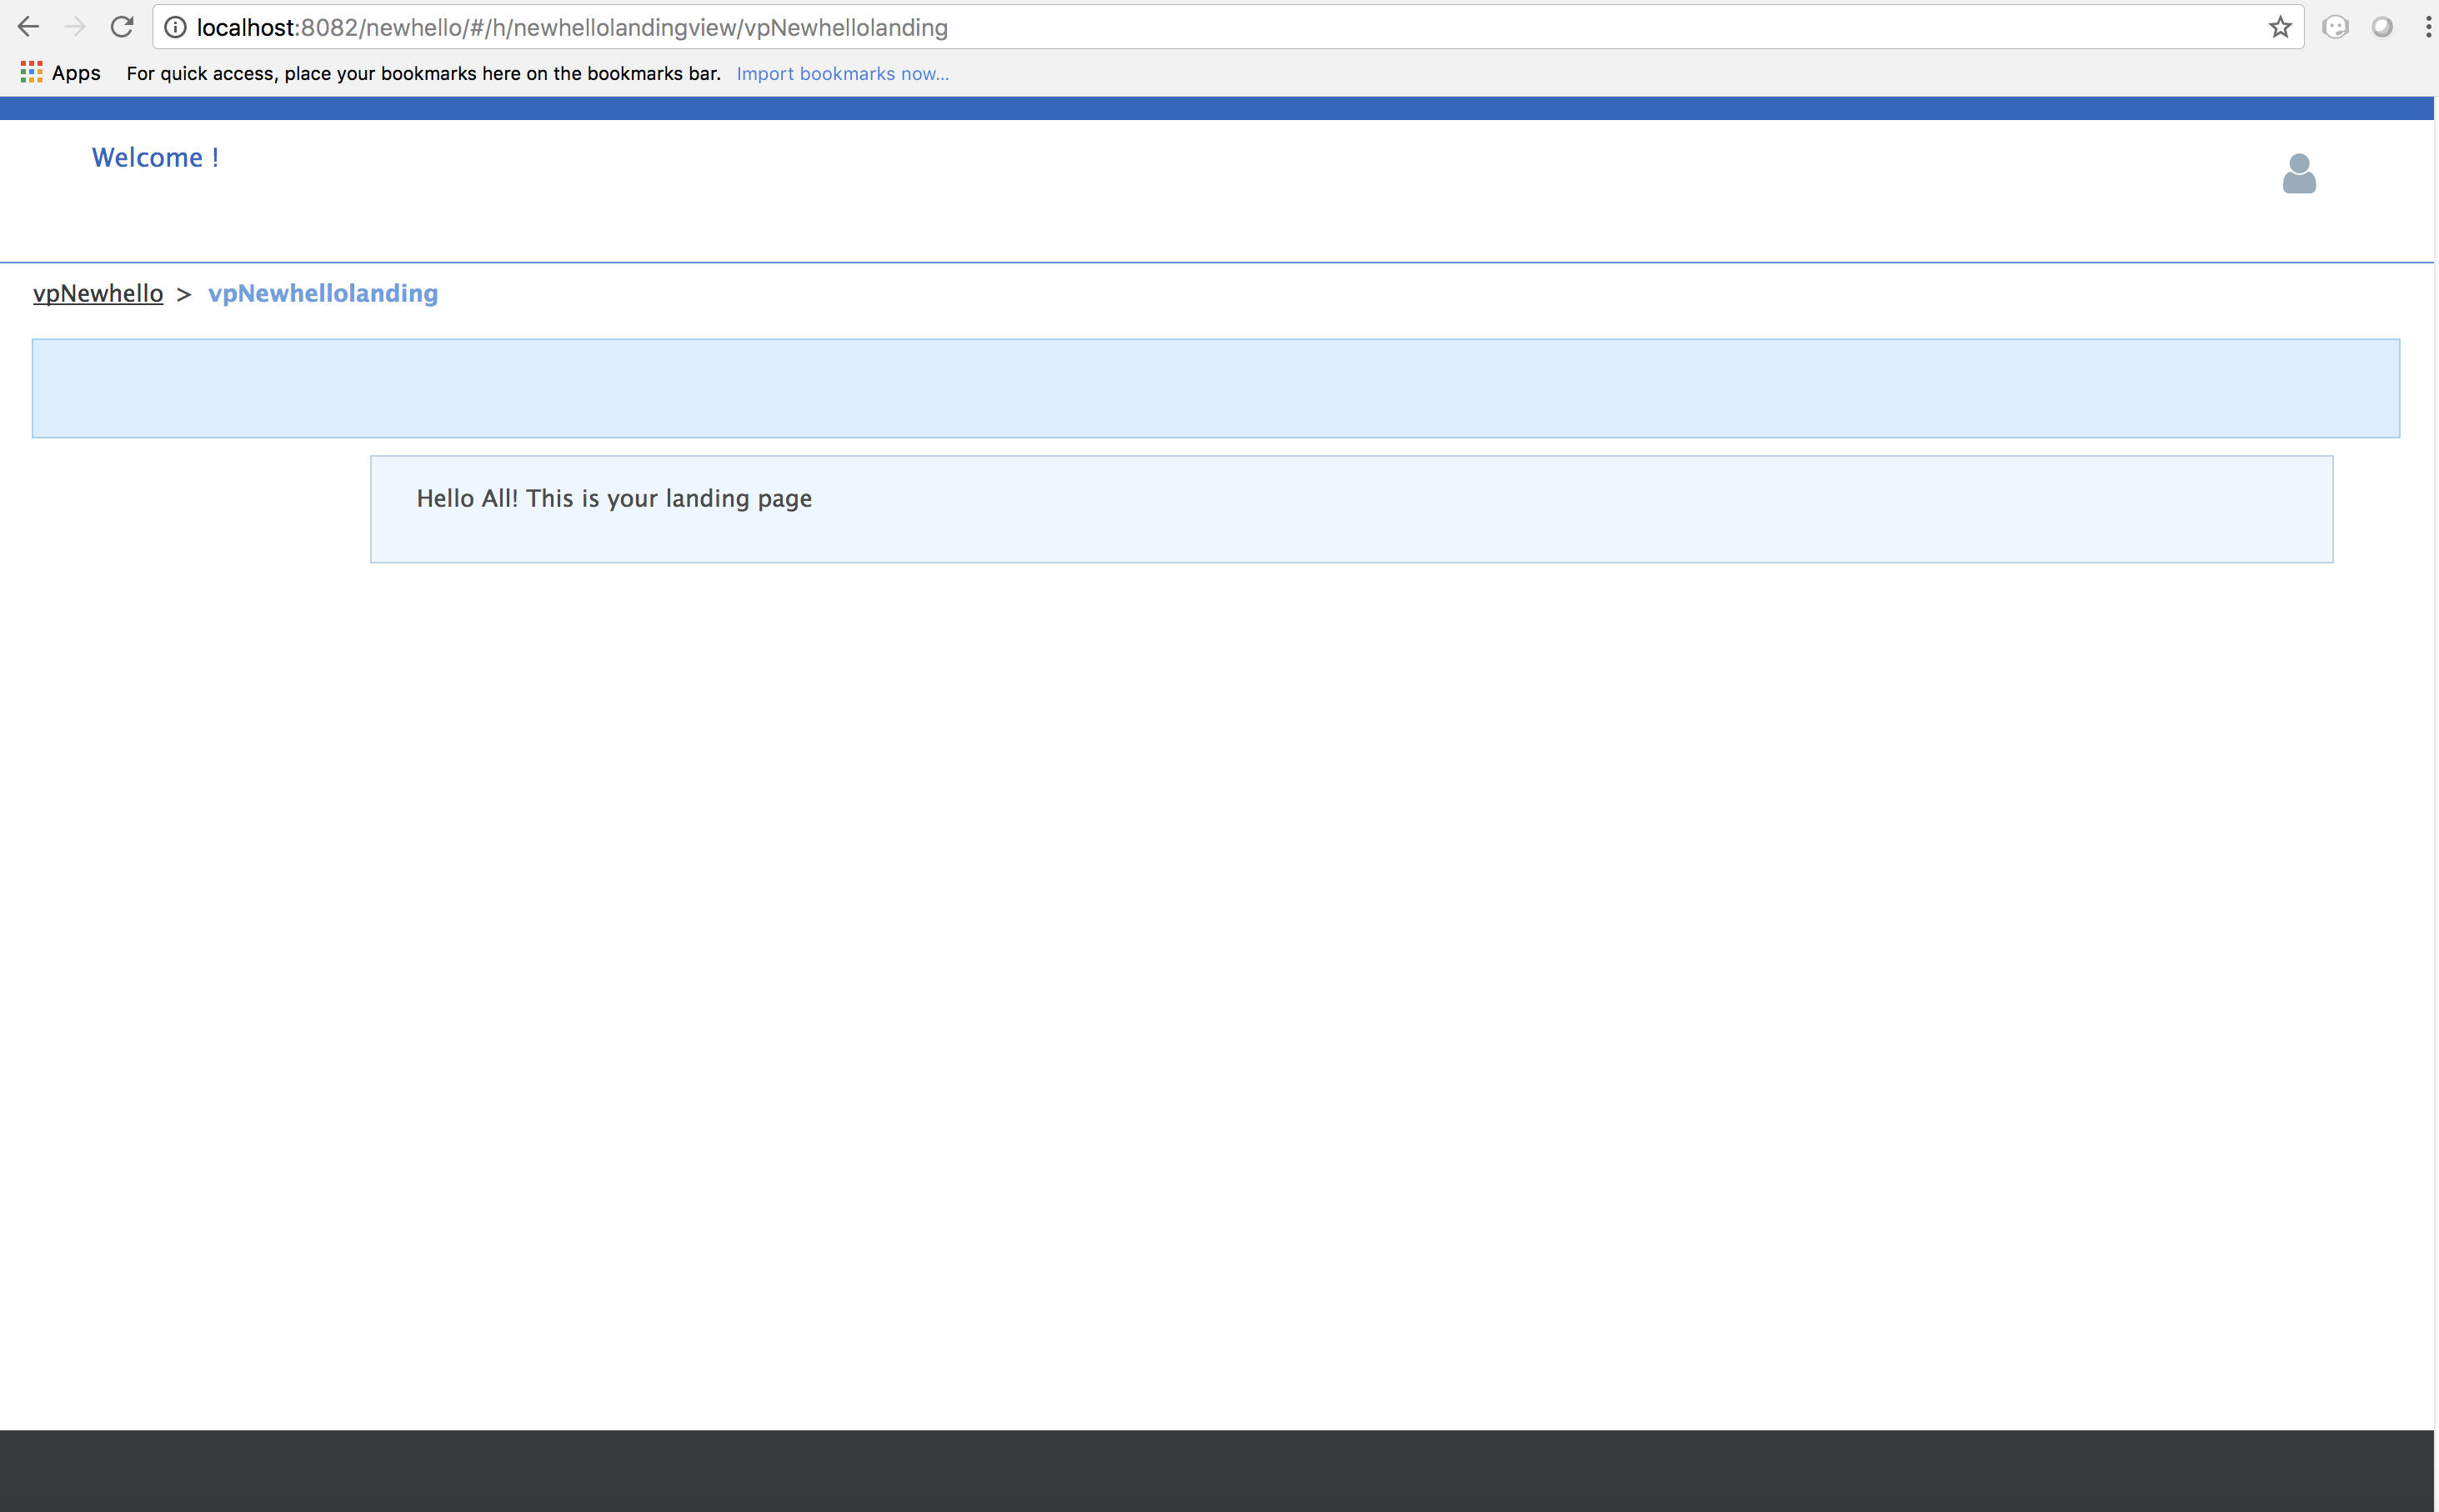 localhost:8082/newhello/#/h/newhellolandingview/vpNewhellolanding
Apps For quick access, place your bookmarks here on the bookmarks bar. Import bookmarks now...
Welcome !
vpNewhello > vpNewhellolanding
Hello All! This is your landing page